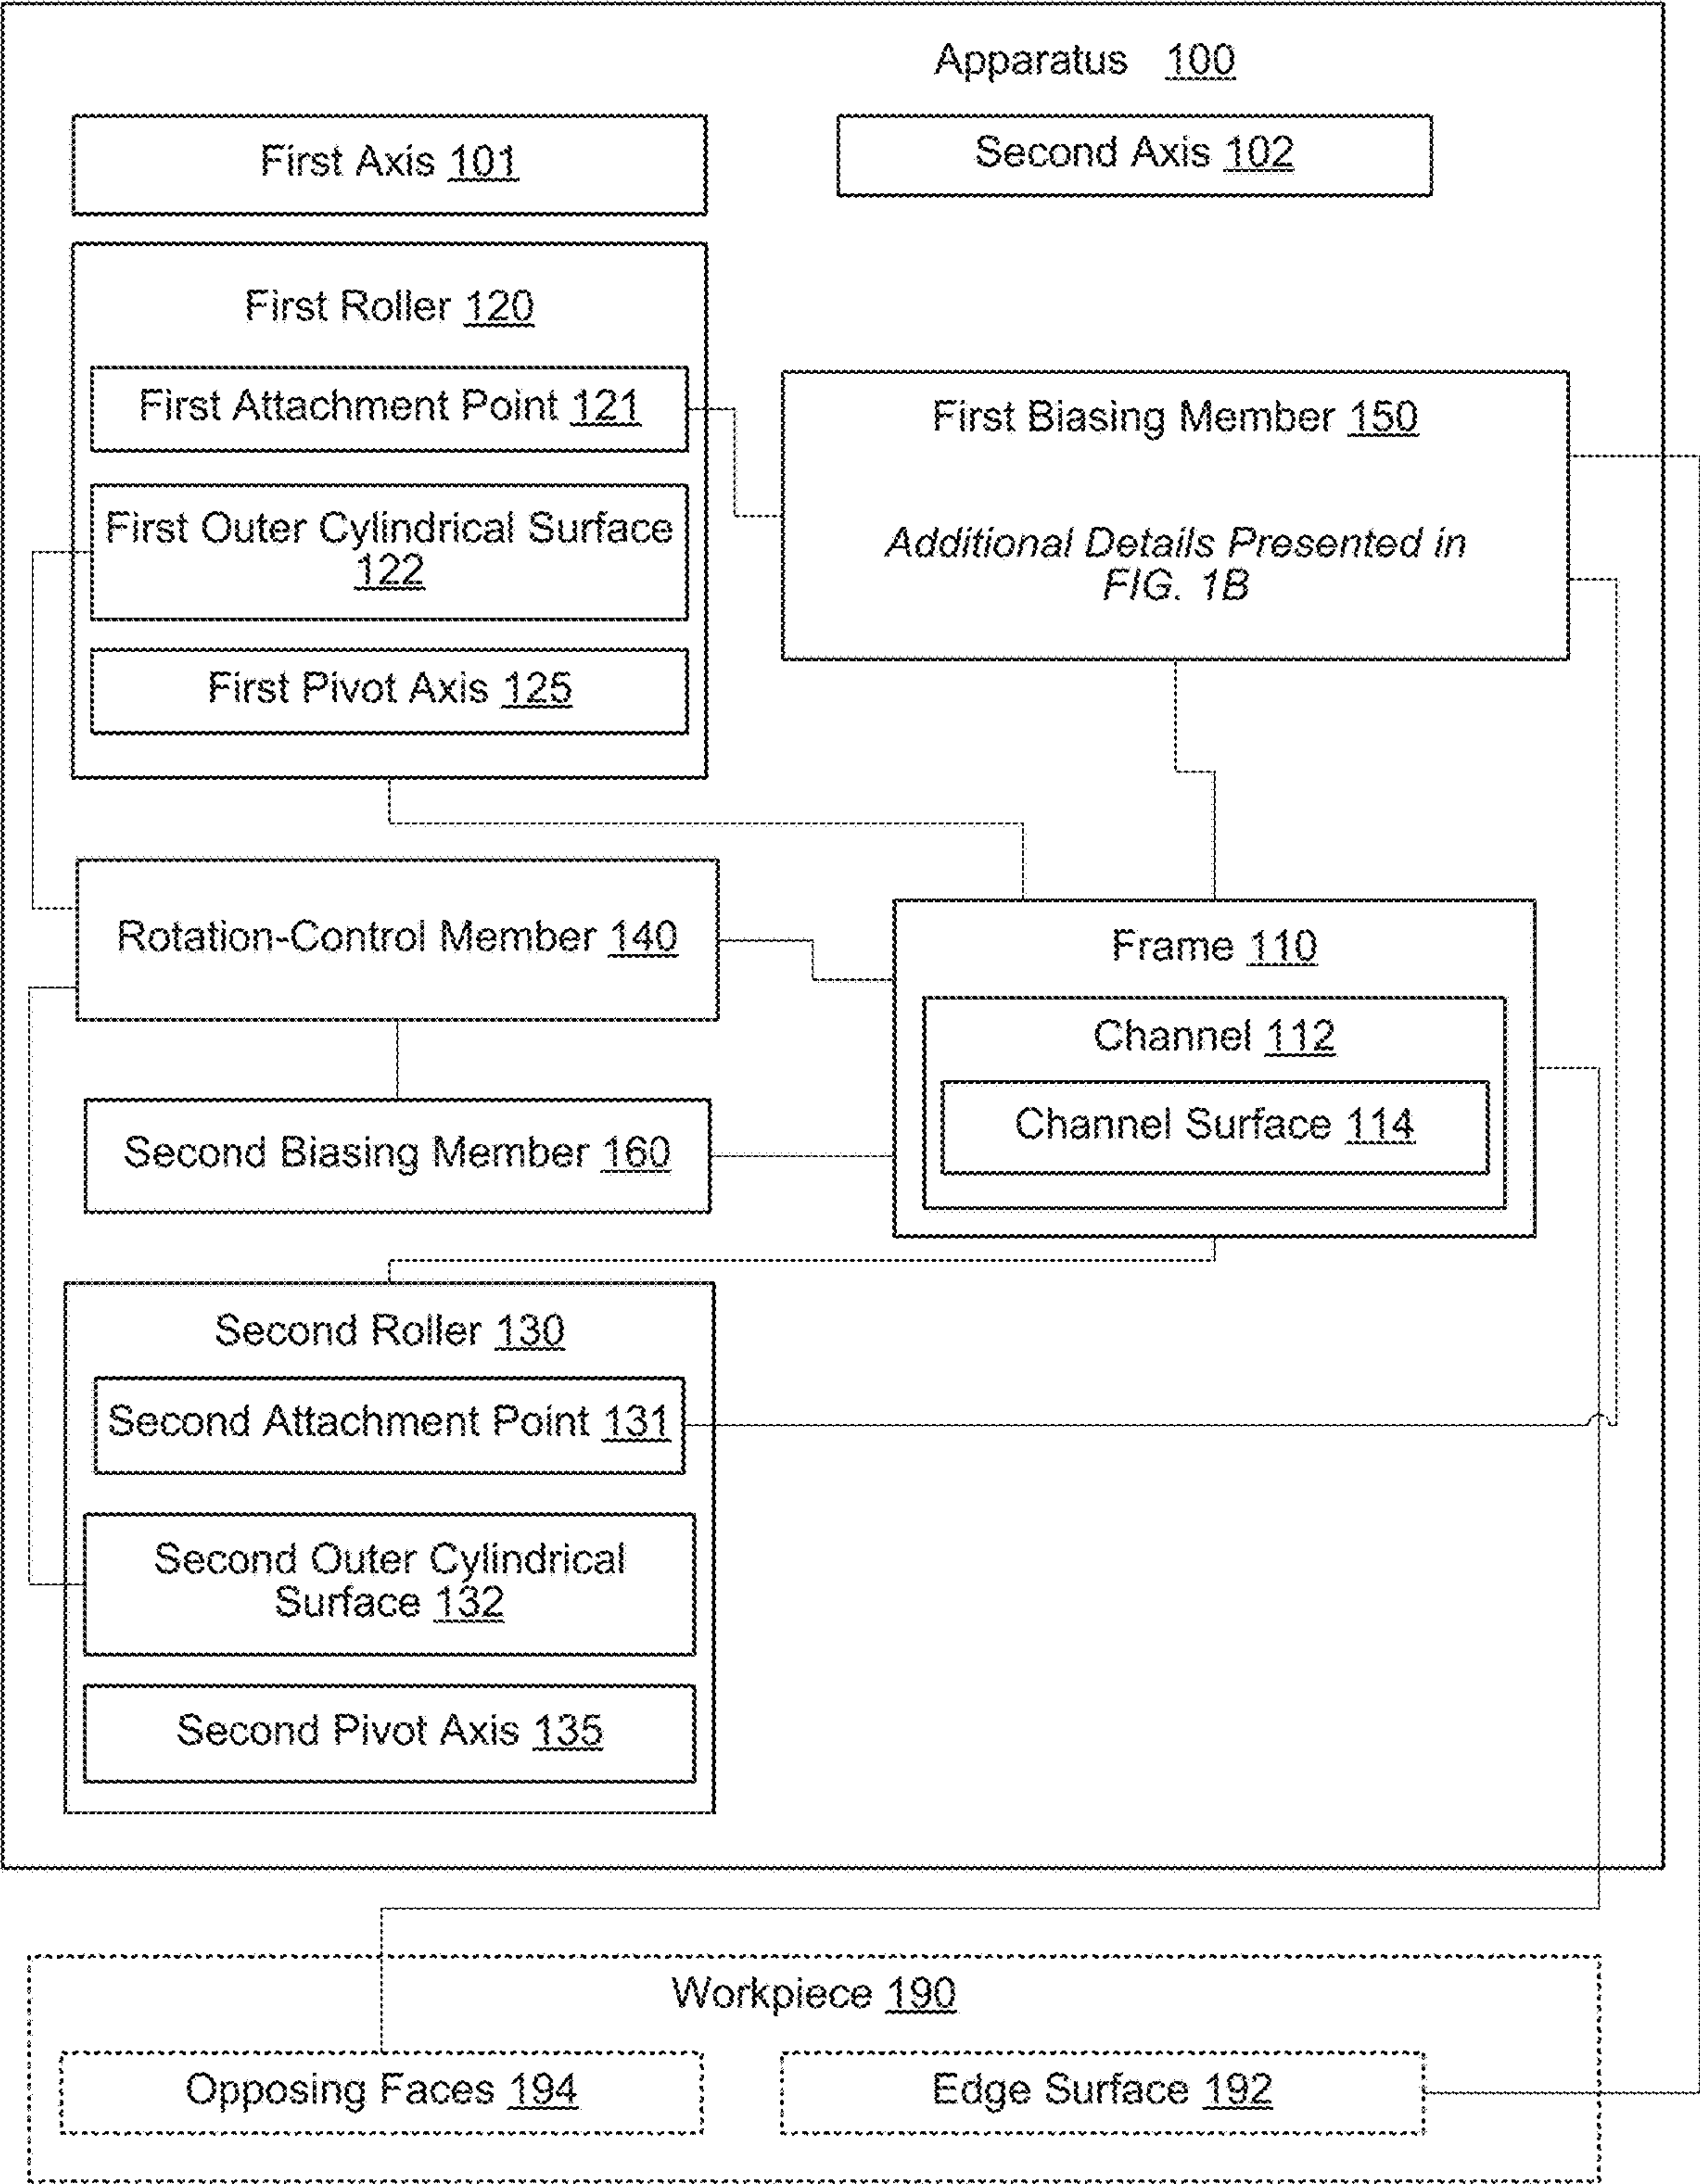 Apparatus 100
First Axis 101
Second Axis 102
First Roller 120
First Attachment Point 121
First Outer Cylindrical Surface
122
First Pivot Axis 125
First Biasing Member 150
Additional Details Presented in
FIG. 1B
Rotation-Control Member 140
Frame 110
Channel 112
Channel Surface 114
Second Biasing Member 160
Second Roller 130
Second Attachment Point 131
Second Outer Cylindrical
Surface 132
Second Pivot Axis 135
Workpiece 190
Opposing Faces 194
Edge Surface 192